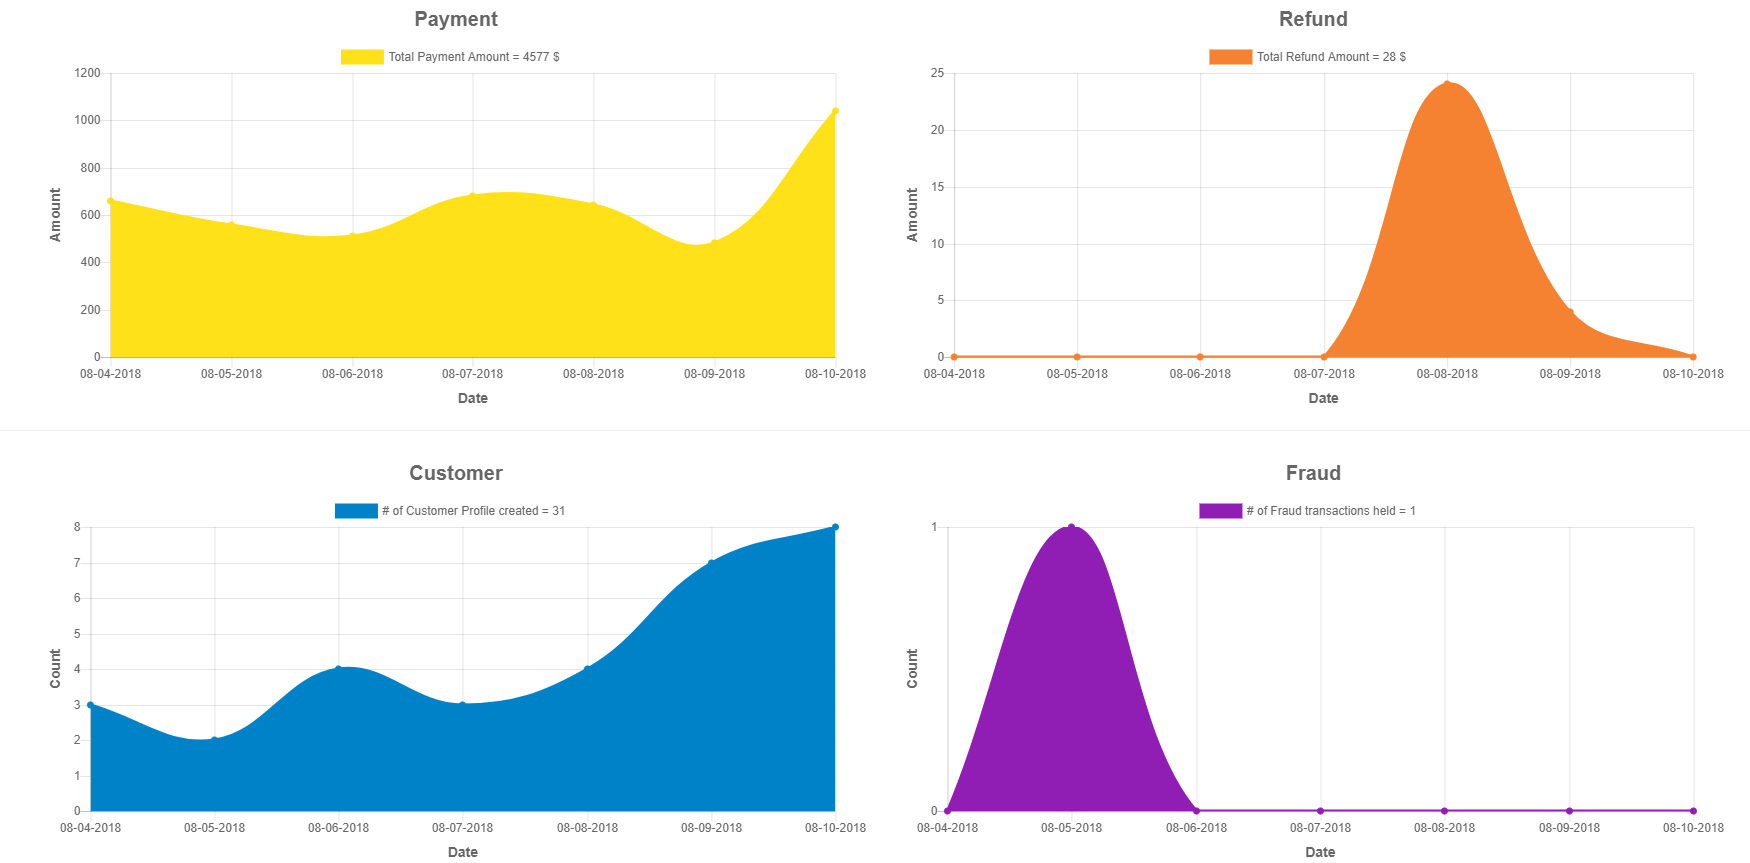 Payment
Total Payment Amount = 4577 $
1200
1000
800
600
400
200
0
Amount
08-04-2018 08-05-2018 08-06-2018 08-07-2018 08-08-2018 08-09-2018 08-10-2018
Date
Refund
Total Refund Amount = 28 $
25
20
15
10
5
0
Amount
08-04-2018 08-05-2018 08-06-2018 08-07-2018 08-08-2018 08-09-2018 08-10-2018
Date
Customer
# of Customer Profile created = 31
8
7
6
5
4
3
2
1
0
Count
08-04-2018 08-05-2018 08-06-2018 08-07-2018 08-08-2018 08-09-2018 08-10-2018
Date
Fraud
# of Fraud transactions held = 1
1
0
Count
08-04-2018 08-05-2018 08-06-2018 08-07-2018 08-08-2018 08-09-2018 08-10-2018
Date